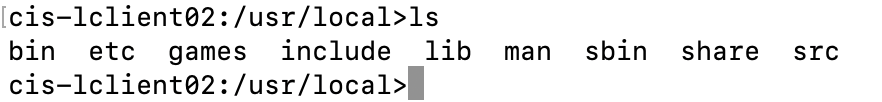 [cis-lclient02:/usr/local>ls
bin  etc  games  include  lib  man  sbin  share  src
cis-lclient02:/usr/local>